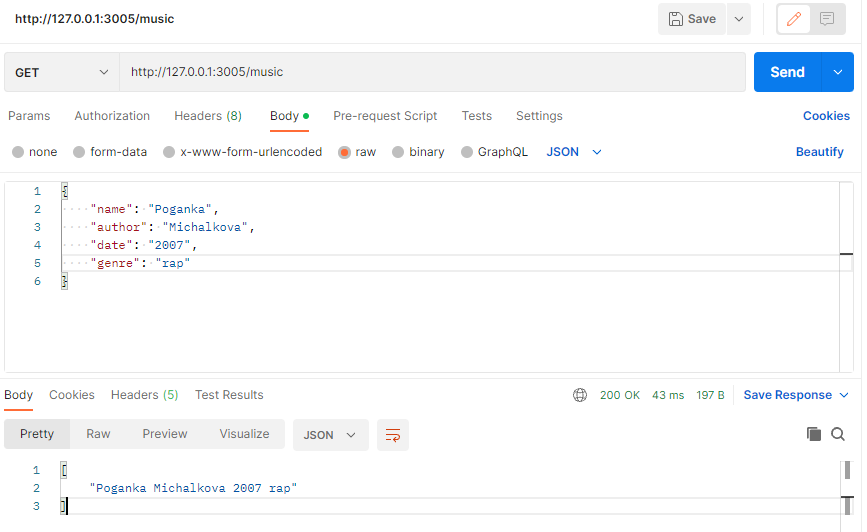 http://127.0.0.1:3005/music Save
GET http://127.0.0.1:3005/music Send
Params Authorization Headers (8) Body Pre-request Script Tests Settings Cookies
none form-data x-www-form-urlencoded raw binary GraphQL JSON Beautify
1 {
2 "name": "Poganka",
3 "author": "Michalkova",
4 "date": "2007",
5 "genre": "rap"
6 }
Body Cookies Headers (5) Test Results 200 OK 43 ms 197 B Save Response
Pretty Raw Preview Visualize JSON
1 [
2 "Poganka Michalkova 2007 rap"
3 ]